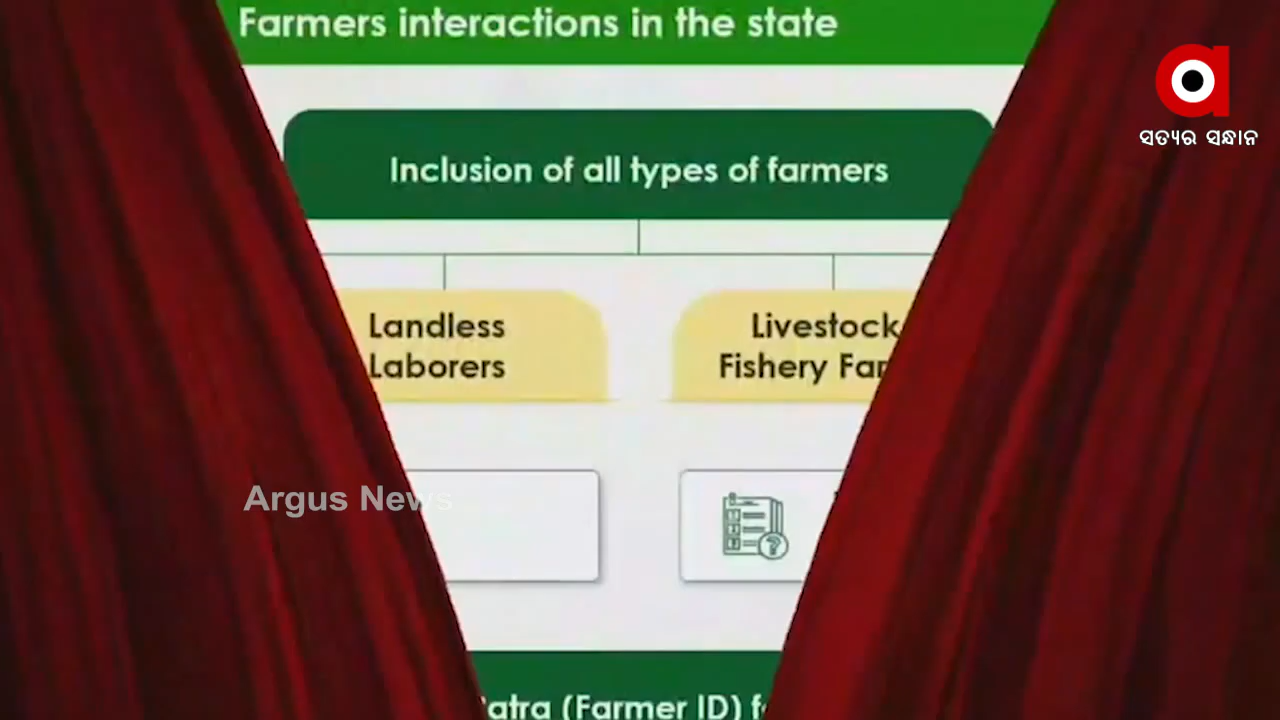 Farmers interactions in the state
ସତ୍ୟର ସନ୍ଧାନ
Inclusion of all types of farmers
Landless
Laborers
Livestock
Fishery
Argus News
(Farmer ID)